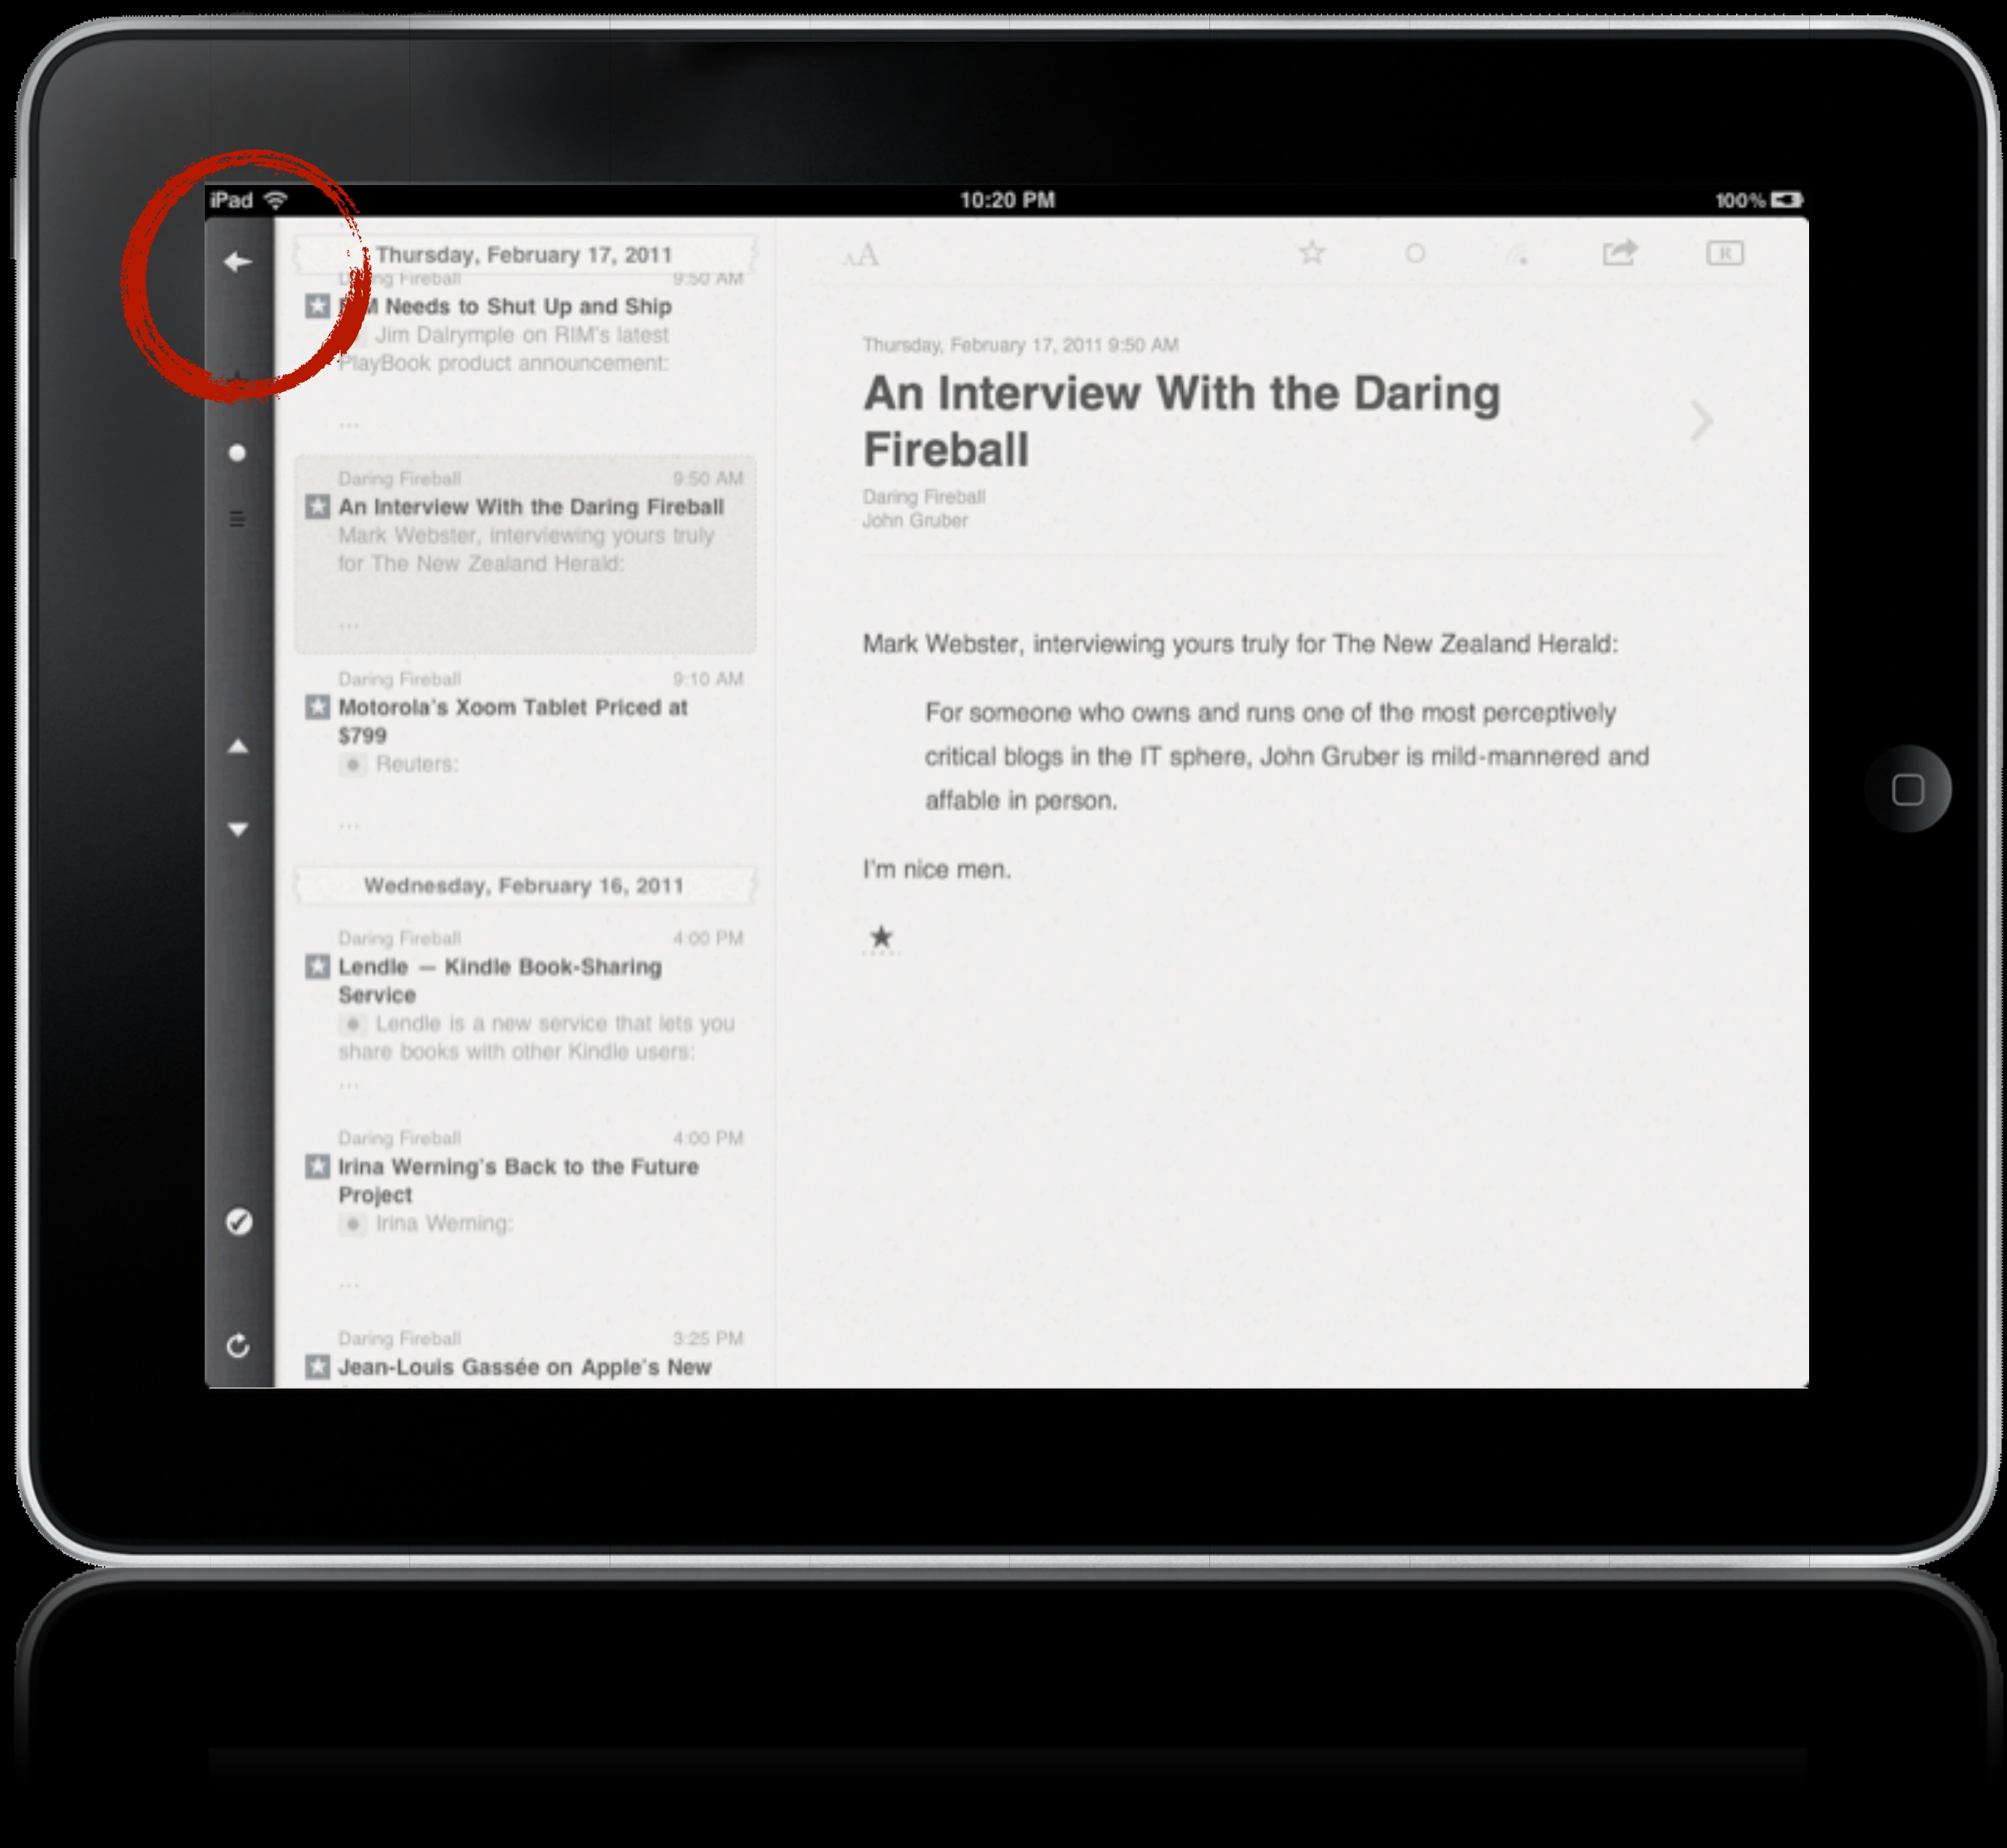 iPad
10:20 PM
100%
Thursday, February 17, 2011
9:50 AM
Needs to Shut Up and Ship
Jim Dalrymple on RIM's latest
PlayBook product announcement:
...
Daring Fireball 9:50 AM
An Interview With the Daring Fireball
Mark Webster, interviewing yours truly
for The New Zealand Herald:
...
Daring Fireball 9:10 AM
Motorola's Xoom Tablet Priced at
$799
Reuters:
...
Wednesday, February 16, 2011
Daring Fireball 4:00 PM
Lendle — Kindle Book-Sharing
Service
Lendle is a new service that lets you
share books with other Kindle users:
...
Daring Fireball 4:00 PM
Irina Werning's Back to the Future
Project
Irina Werning:
...
Daring Fireball 3:25 PM
Jean-Louis Gassée on Apple's New
AA
R
Thursday, February 17, 2011 9:50 AM
An Interview With the Daring
Fireball
Daring Fireball
John Gruber
Mark Webster, interviewing yours truly for The New Zealand Herald:
For someone who owns and runs one of the most perceptively
critical blogs in the IT sphere, John Gruber is mild-mannered and
affable in person.
I'm nice men.